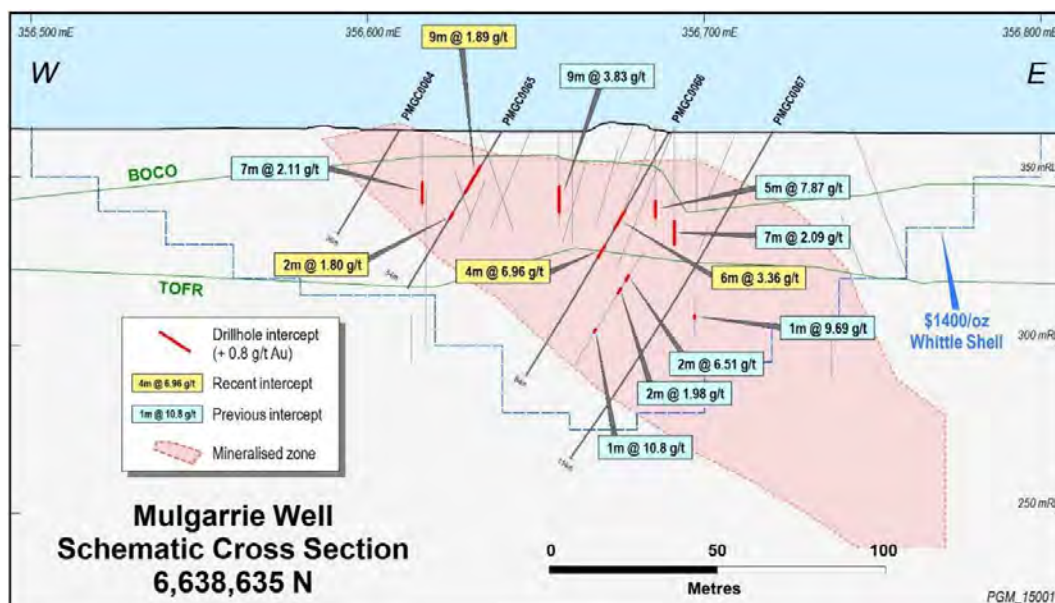 356,500 mE
356,600 mE
356,700 mE
356,800 mE
W
E
9m @ 1.89 g/t
9m @ 3.83 g/t
PMGC0064
PMGC0065
PMGC0066
PMGC0067
BOCO
7m @ 2.11 g/t
5m @ 7.87 g/t
350 mRL
7m @ 2.09 g/t
2m @ 1.80 g/t
4m @ 6.96 g/t
6m @ 3.36 g/t
TOFR
54m
$1400/oz
Whittle Shell
1m @ 9.69 g/t
300 mRL
2m @ 6.51 g/t
2m @ 1.98 g/t
1m @ 10.8 g/t
Drillhole intercept
(+ 0.8 g/t Au)
4m @ 6.96 g/t
Recent intercept
1m @ 10.8 g/t
Previous intercept
Mineralised zone
250 mRL
Mulgarrie Well
Schematic Cross Section
6,638,635 N
0
50
100
Metres
PGM_15001